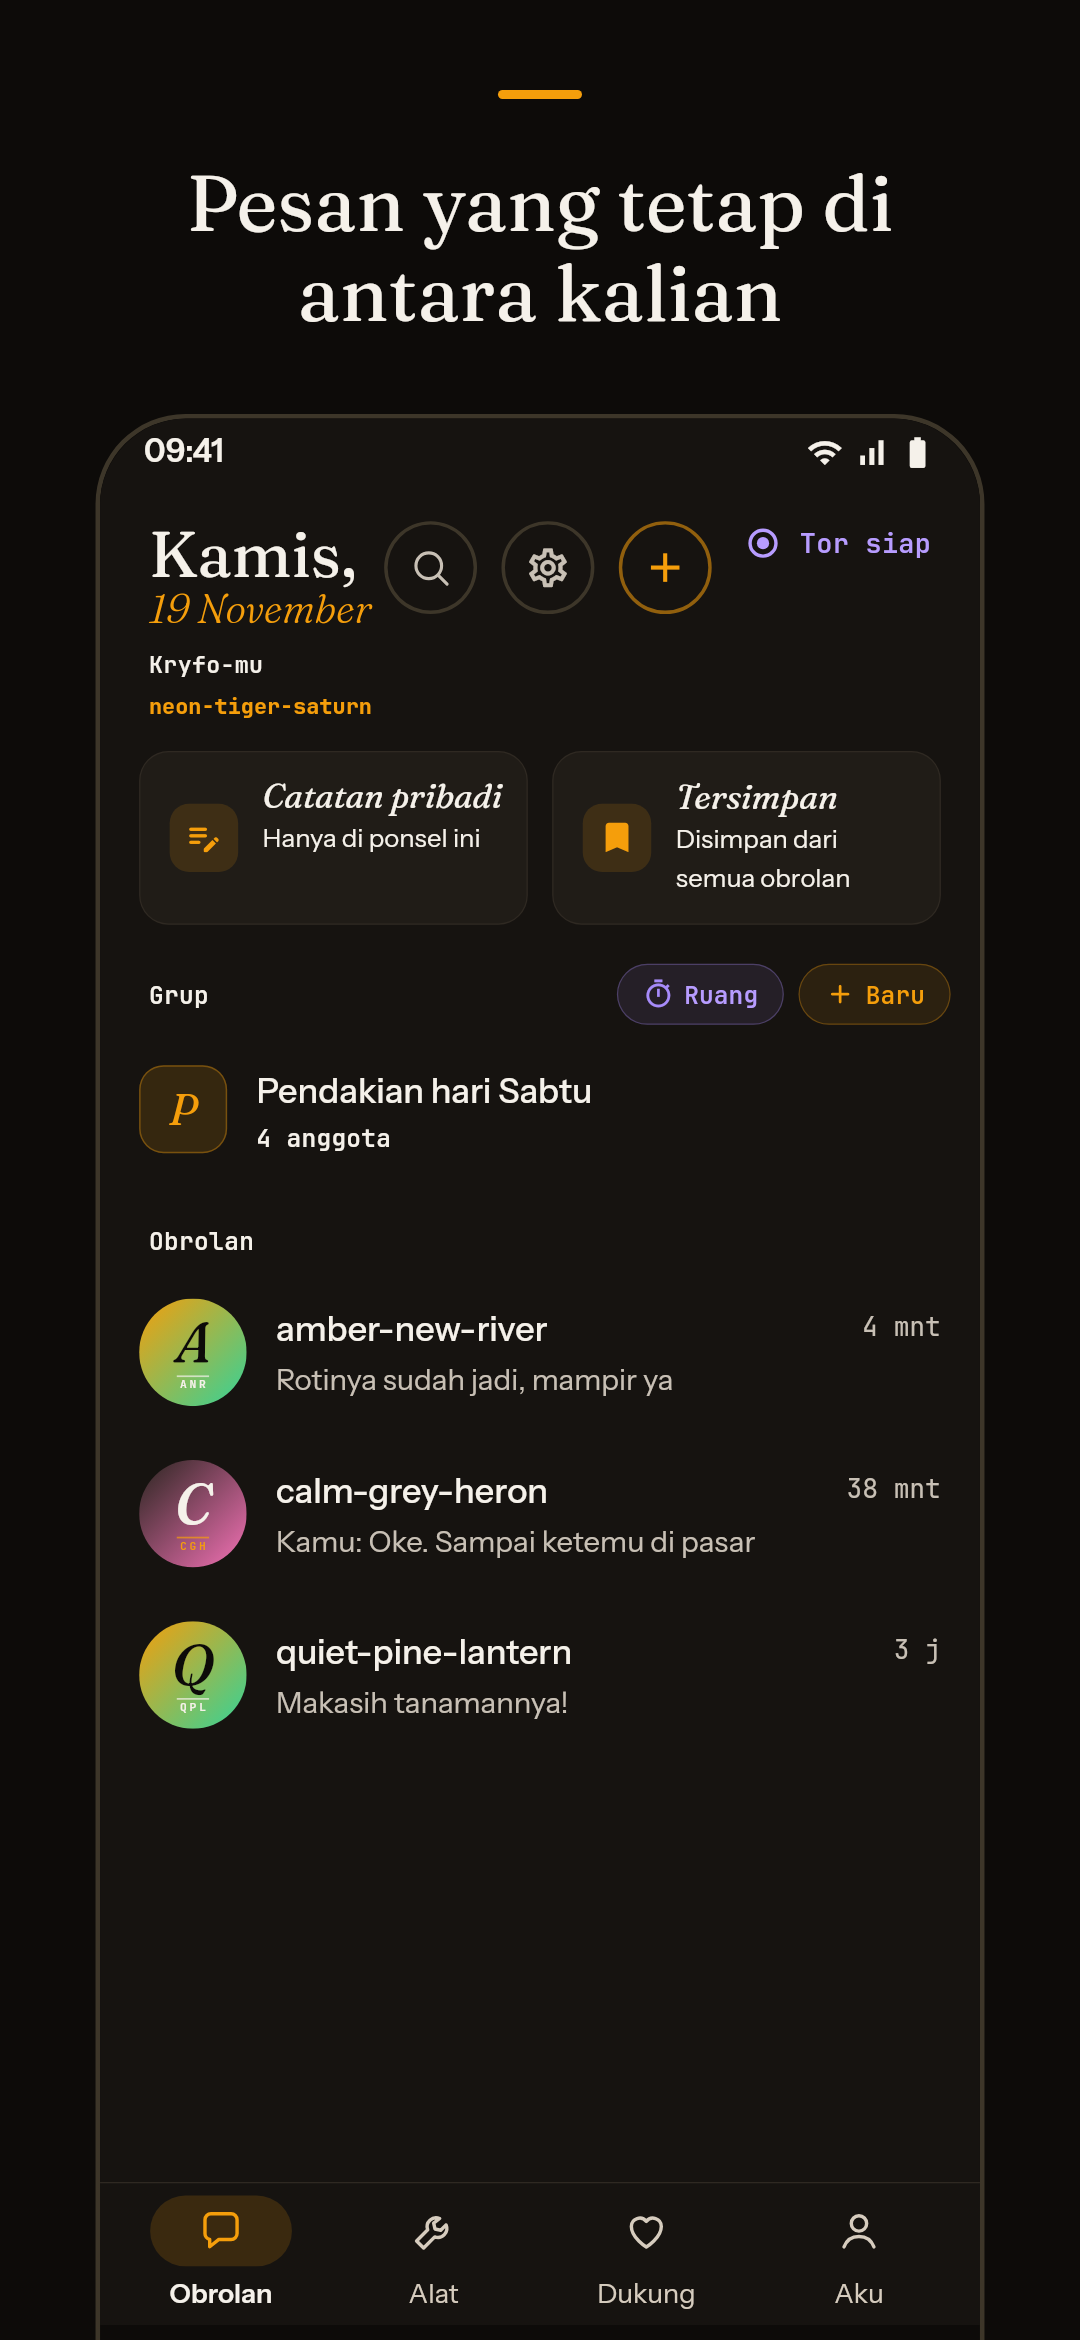 Pesan yang tetap di
antara kalian
09:41
Kamis,
19 November
Tor siap
Kryfo-mu
neon-tiger-saturn
Catatan pribadi
Hanya di ponsel ini
Tersimpan
Disimpan dari
semua obrolan
Grup
Ruang
Baru
P
Pendakian hari Sabtu
4 anggota
Obrolan
A
ANR
amber-new-river
4 mnt
Rotinya sudah jadi, mampir ya
C
CGH
calm-grey-heron
38 mnt
Kamu: Oke. Sampai ketemu di pasar
Q
QPL
quiet-pine-lantern
3 j
Makasih tanamannya!
Obrolan
Alat
Dukung
Aku